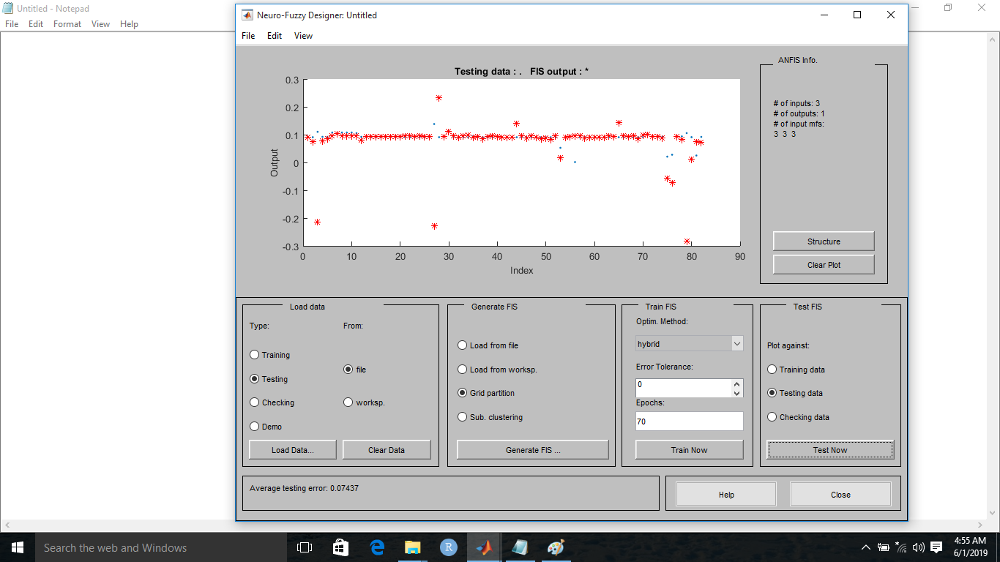 Untitled - Notepad
File Edit Format View Help
Neuro-Fuzzy Designer: Untitled
File Edit View
Testing data : . FIS output : *
0.3
0.2
0.1
0
-0.1
-0.2
-0.3
Output
0 10 20 30 40 50 60 70 80 90
Index
ANFIS Info.
# of inputs: 3
# of outputs: 1
# of input mfs:
3 3 3
Structure
Clear Plot
Load data
Type: From:
Training
file
Testing
Checking
worksp.
Demo
Load Data... Clear Data
Generate FIS
Load from file
Load from worksp.
Grid partition
Sub. clustering
Generate FIS ...
Train FIS
Optim. Method:
hybrid
Error Tolerance:
0
Epochs:
70
Train Now
Test FIS
Plot against:
Training data
Testing data
Checking data
Test Now
Average testing error: 0.07437
Help
Close
Search the web and Windows
4:55 AM
6/1/2019